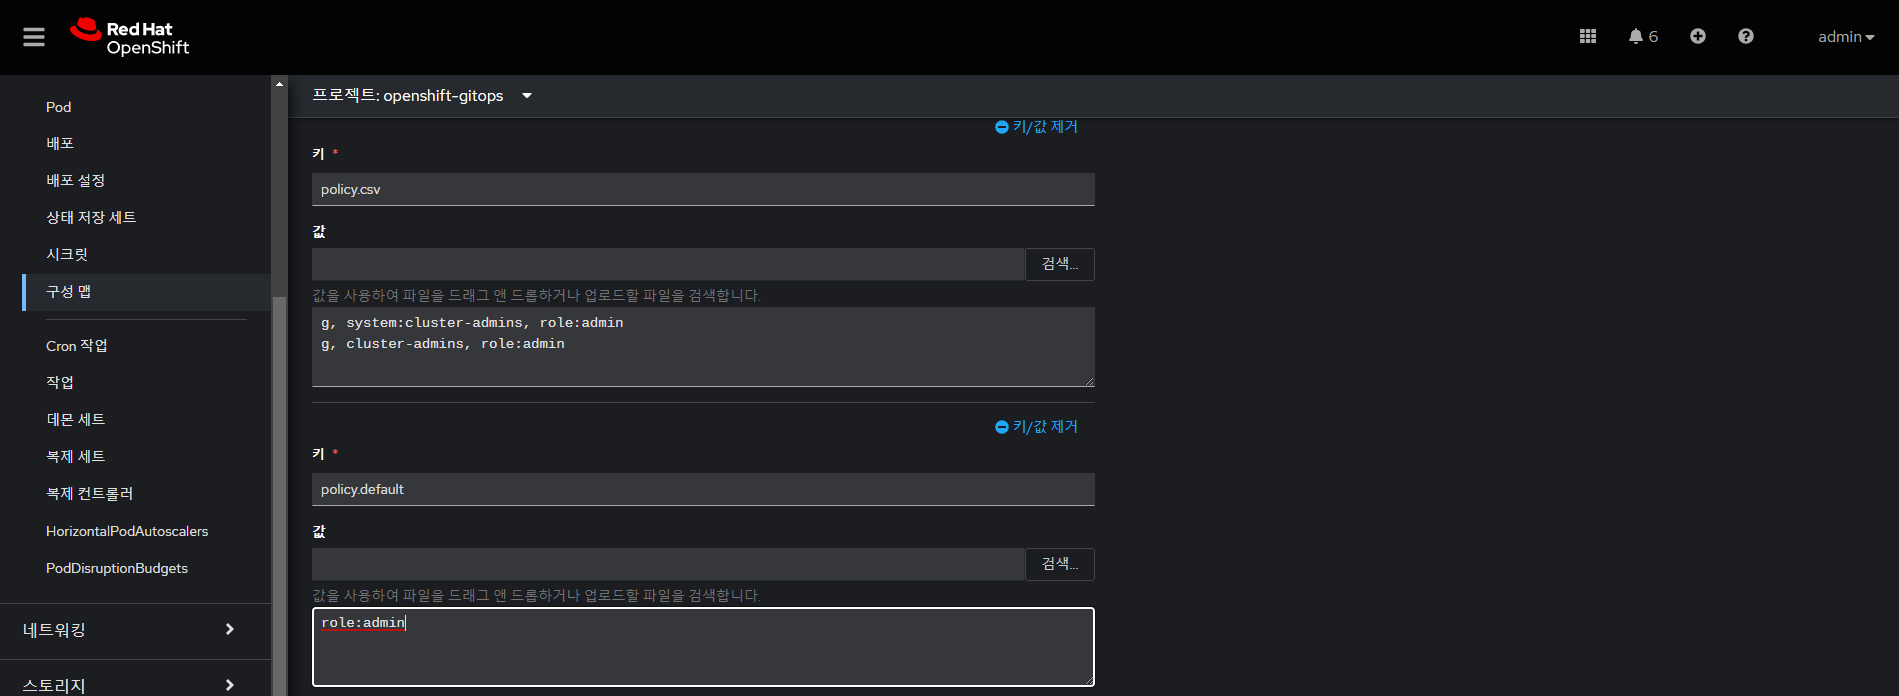 Red Hat
OpenShift
6
admin
Pod
배포
배포 설정
상태 저장 세트
시크릿
구성 맵
Cron 작업
작업
데몬 세트
복제 세트
복제 컨트롤러
HorizontalPodAutoscalers
PodDisruptionBudgets
네트워킹
스토리지
프로젝트: openshift-gitops
키/값 제거
키 *
policy.csv
값
검색...
값을 사용하여 파일을 드래그 앤 드롭하거나 업로드할 파일을 검색합니다.
g, system:cluster-admins, role:admin
g, cluster-admins, role:admin
키/값 제거
키 *
policy.default
값
검색...
값을 사용하여 파일을 드래그 앤 드롭하거나 업로드할 파일을 검색합니다.
role:admin